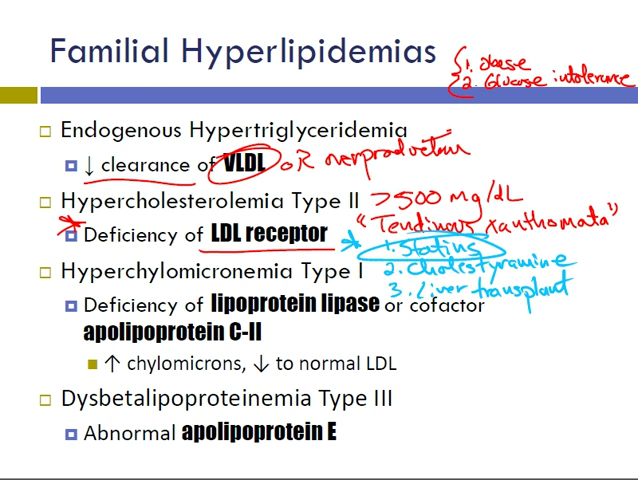 Familial Hyperlipidemias
1. obese
2. Glucose intolerance
Endogenous Hypertriglyceridemia
↓ clearance of VLDL OR overproduction
Hypercholesterolemia Type II >500 mg/dL
"Tendinous xanthomata"
Deficiency of LDL receptor
1. Statins
2. Cholestyramine
3. Liver transplant
Hyperchylomicronemia Type I
Deficiency of lipoprotein lipase or cofactor
apolipoprotein C-II
↑ chylomicrons, ↓ to normal LDL
Dysbetalipoproteinemia Type III
Abnormal apolipoprotein E